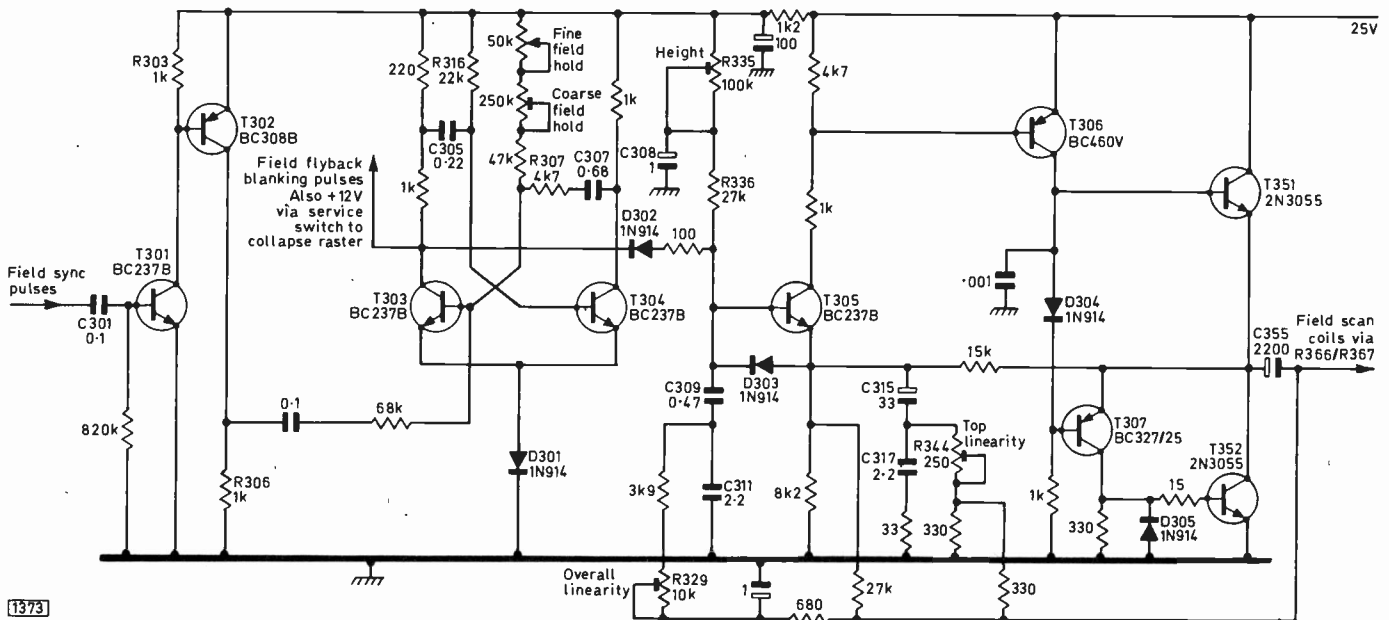 R303
1k
T302
BC308B
T301
BC237B
Field sync
pulses
C301
0·1
820k
R306
1k
0·1
68k
220
R316
22k
C305
0·22
1k
Field flyback
blanking pulses
Also +12V
via service
switch to
collapse raster
50k
Fine
field
hold
250k
Coarse
field
hold
47k
R307
4k7
C307
0·68
1k
T303
BC237B
T304
BC237B
D301
1N914
D302
1N914
100
C308
1
Height
R335
100k
R336
27k
100
1k2
4k7
1k
T305
BC237B
D303
1N914
C309
0·47
3k9
C311
2·2
8k2
15k
C315
33
C317
2·2
33
R344
250
Top
linearity
330
Overall
linearity
R329
10k
1
680
27k
330
T306
BC460V
·001
D304
1N914
1k
T307
BC327/25
330
D305
1N914
15
T351
2N3055
T352
2N3055
25V
C355
2200
Field scan
coils via
R366/R367
1373